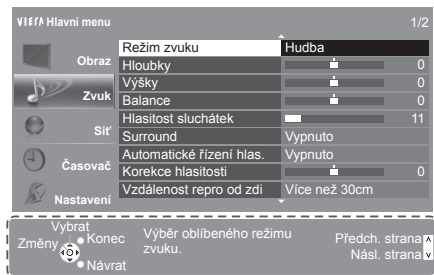 VIErA Hlavní menu 1/2
Obraz
Zvuk
Síť
Časovač
Nastavení
Režim zvuku Hudba
Hloubky 0
Výšky 0
Balance 0
Hlasitost sluchátek 11
Surround Vypnuto
Automatické řízení hlas. Vypnuto
Korekce hlasitosti 0
Vzdálenost repro od zdi Více než 30cm
Vybrat
Změny
Konec
Návrat
Výběr oblíbeného režimu
zvuku.
Předch. strana
Násl. strana